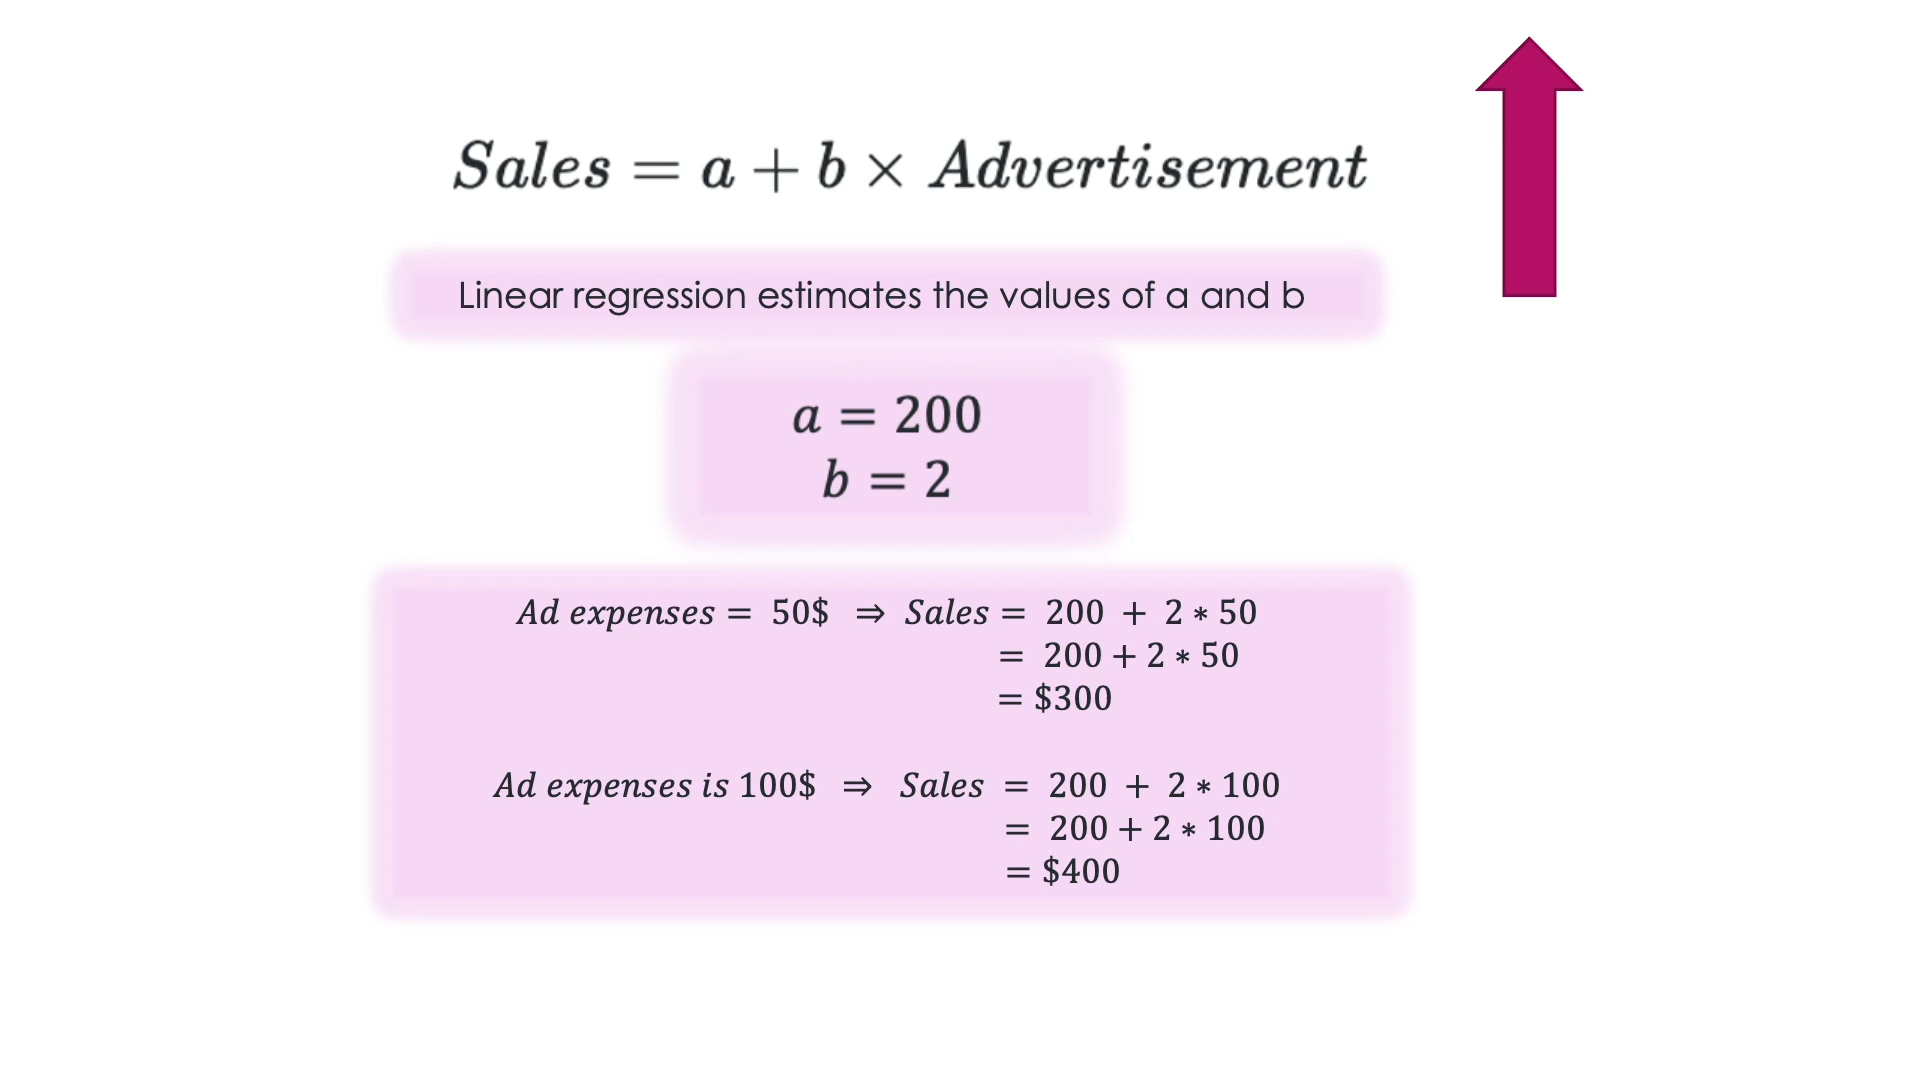 Sales = a + b × Advertisement
Linear regression estimates the values of a and b
a = 200
b = 2
Ad expenses = 50$ ⇒ Sales = 200 + 2 ∗ 50
= 200 + 2 ∗ 50
= $300
Ad expenses is 100$ ⇒ Sales = 200 + 2 ∗ 100
= 200 + 2 ∗ 100
= $400